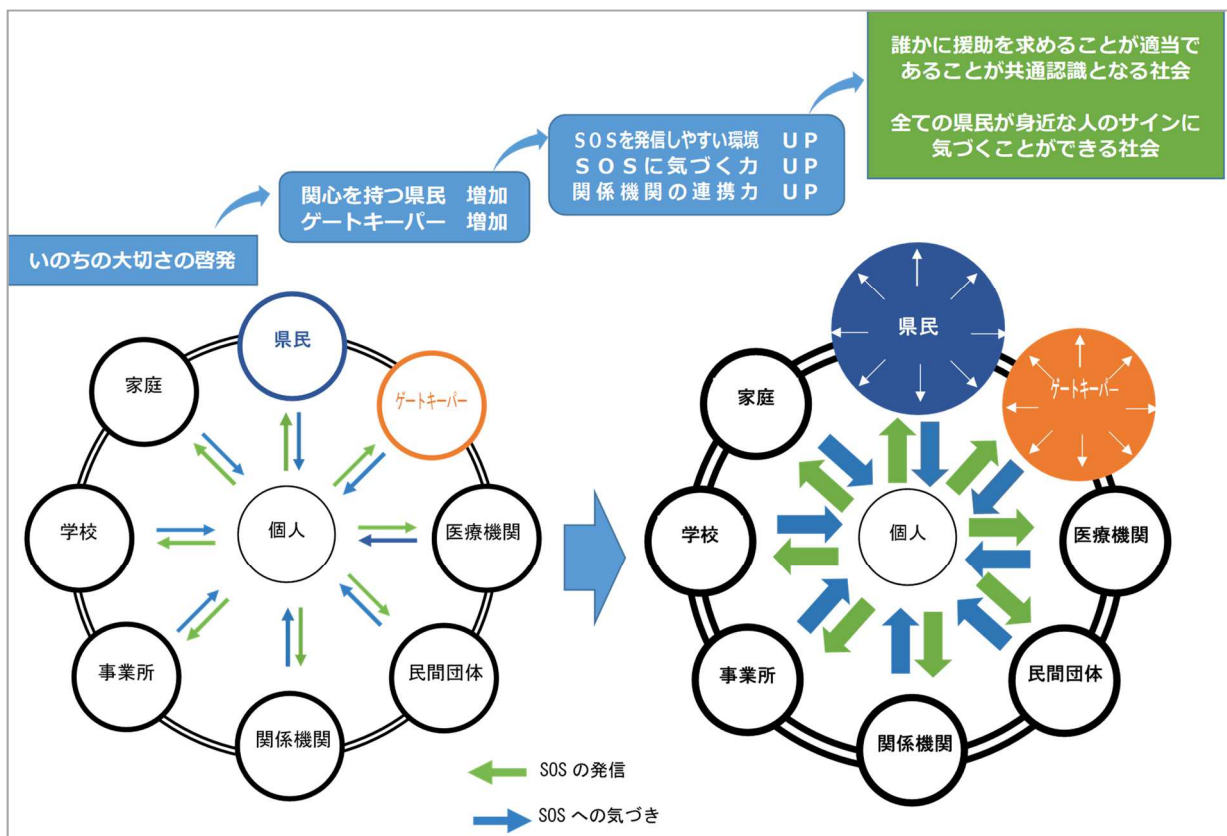 誰かに援助を求めることが適当で
あることが共通認識となる社会
全ての県民が身近な人のサインに
気づくことができる社会
SOSを発信しやすい環境 UP
SOSに気づく力 UP
関係機関の連携力 UP
関心を持つ県民 増加
ゲートキーパー 増加
いのちの大切さの啓発
県民
家庭
ゲートキーパー
学校
個人
医療機関
事業所
民間団体
関係機関
県民
家庭
ゲートキーパー
学校
個人
医療機関
事業所
民間団体
関係機関
SOS の発信
SOS への気づき